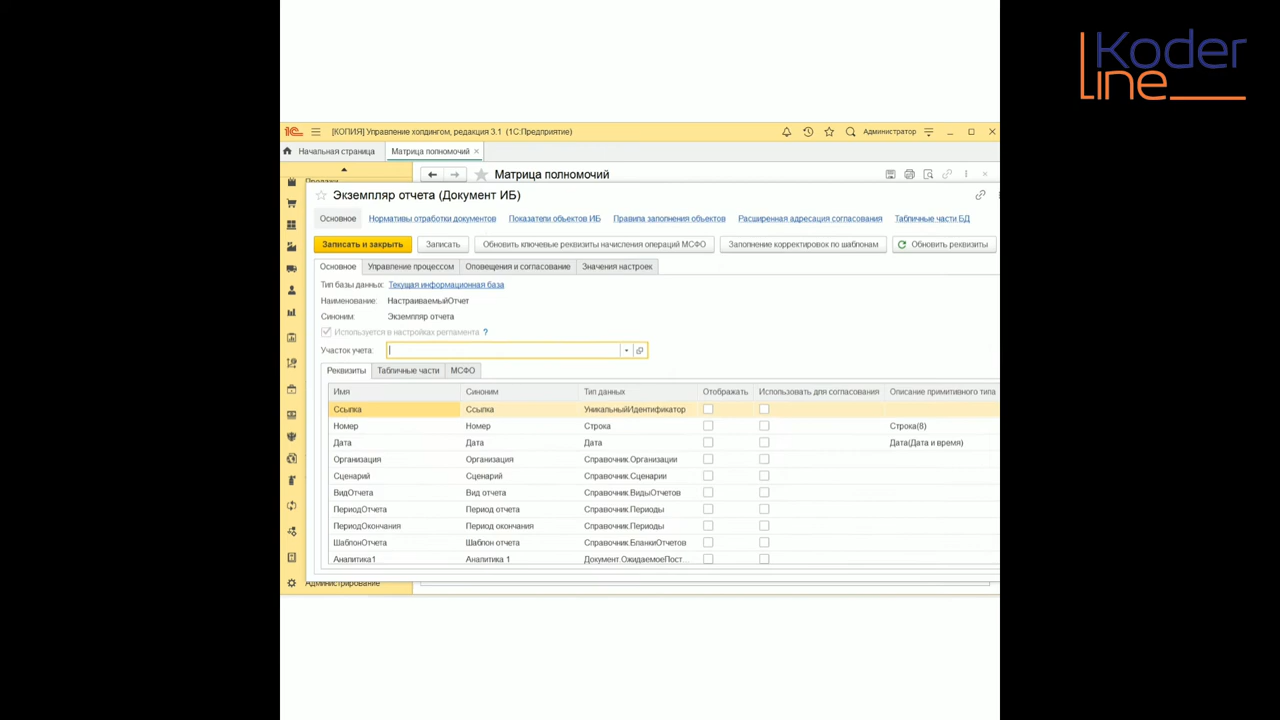 Koder
line
1С [КОПИЯ] Управление холдингом, редакция 3.1 (1С:Предприятие) Администратор
Начальная страница Матрица полномочий ×
Матрица полномочий
Экземпляр отчета (Документ ИБ)
Основное Нормативы отработки документов Показатели объектов ИБ Правила заполнения объектов Расширенная адресация согласования Табличные части БД
Записать и закрыть Записать Обновить ключевые реквизиты начисления операций МСФО Заполнение корректировок по шаблонам Обновить реквизиты
Основное Управление процессом Оповещения и согласование Значения настроек
Тип базы данных: Текущая информационная база
Наименование: НастраиваемыйОтчет
Синоним: Экземпляр отчета
Используется в настройках регламента ?
Участок учета:
Реквизиты Табличные части МСФО
Имя Синоним Тип данных Отображать Использовать для согласования Описание примитивного типа
Ссылка Ссылка УникальныйИдентификатор
Номер Номер Строка Строка(8)
Дата Дата Дата Дата(Дата и время)
Организация Организация Справочник.Организации
Сценарий Сценарий Справочник.Сценарии
ВидОтчета Вид отчета Справочник.ВидыОтчетов
ПериодОтчета Период отчета Справочник.Периоды
ПериодОкончания Период окончания Справочник.Периоды
ШаблонОтчета Шаблон отчета Справочник.БланкиОтчетов
Аналитика1 Аналитика 1 Документ.ОжидаемоеПост...
Администрирование